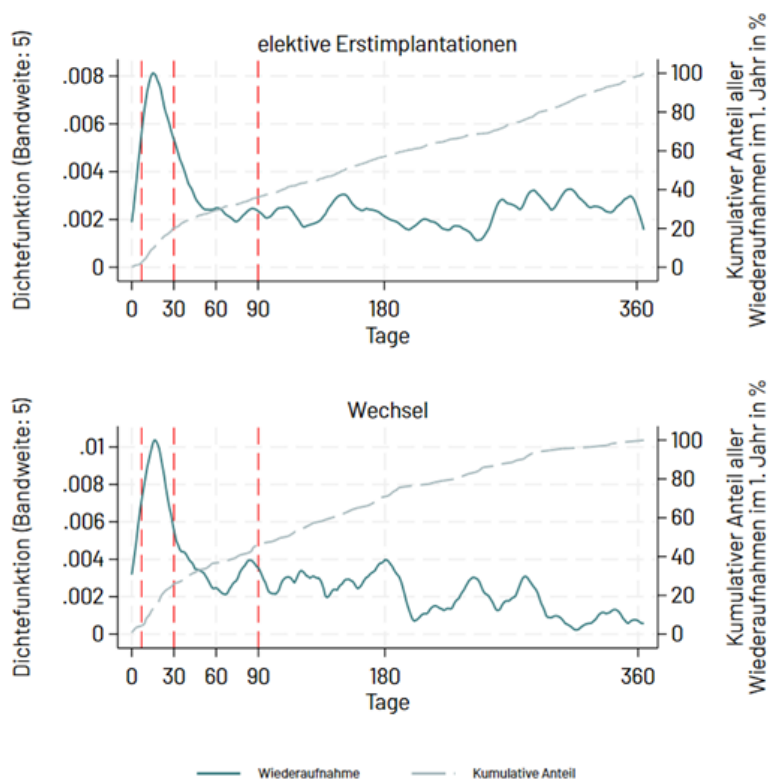 elektive Erstimplantationen
Dichtefunktion (Bandweite: 5)
.008
.006
.004
.002
0
100
80
60
40
20
0
Kumulativer Anteil aller
Wiederaufnahmen im 1. Jahr in %
0 30 60 90 180 360
Tage
Wechsel
Dichtefunktion (Bandweite: 5)
.01
.008
.006
.004
.002
0
100
80
60
40
20
0
Kumulativer Anteil aller
Wiederaufnahmen im 1. Jahr in %
0 30 60 90 180 360
Tage
Wiederaufnahme Kumulative Anteil